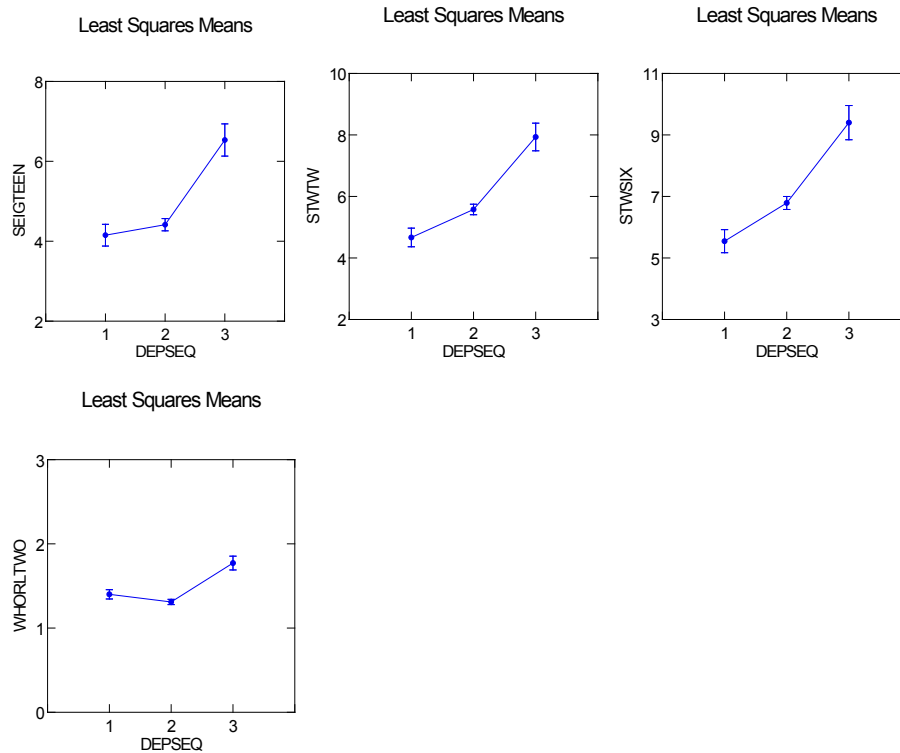 Least Squares Means
8
6
4
2
SEIGTEEN
1 2 3
DEPSEQ
Least Squares Means
10
8
6
4
2
STWTW
1 2 3
DEPSEQ
Least Squares Means
11
9
7
5
3
STWSIX
1 2 3
DEPSEQ
Least Squares Means
3
2
1
0
WHORLTWO
1 2 3
DEPSEQ